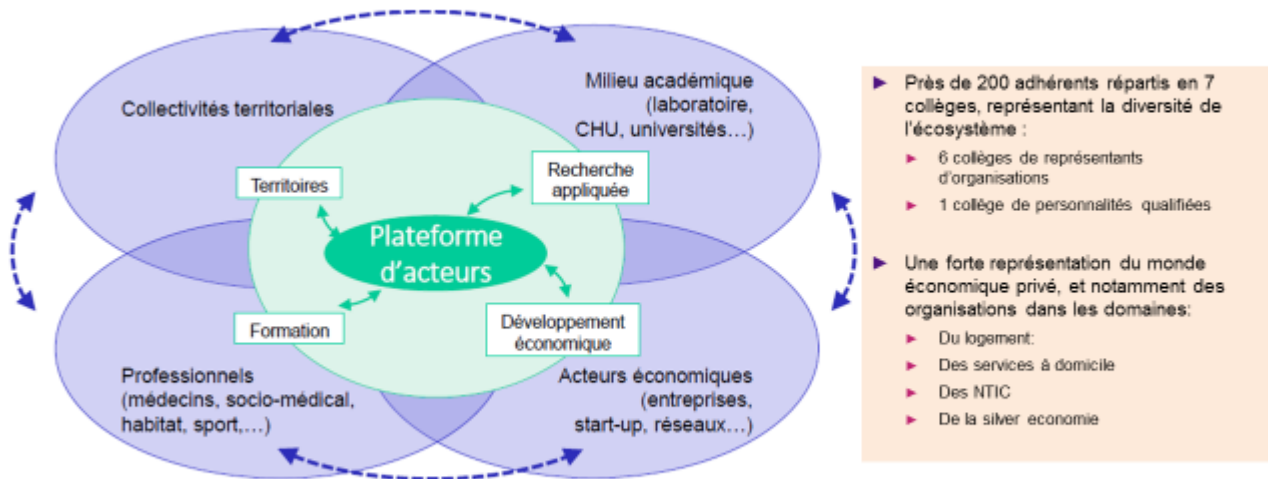 Collectivités territoriales
Milieu académique
(laboratoire,
CHU, universités…)
Territoires
Recherche
appliquée
Plateforme
d'acteurs
Formation
Développement
économique
Professionnels
(médecins, socio-médical,
habitat, sport,…)
Acteurs économiques
(entreprises,
start-up, réseaux…)
Près de 200 adhérents répartis en 7
collèges, représentant la diversité de
l'écosystème :
6 collèges de représentants
d'organisations
1 collège de personnalités qualifiées
Une forte représentation du monde
économique privé, et notamment des
organisations dans les domaines:
Du logement:
Des services à domicile
Des NTIC
De la silver economie